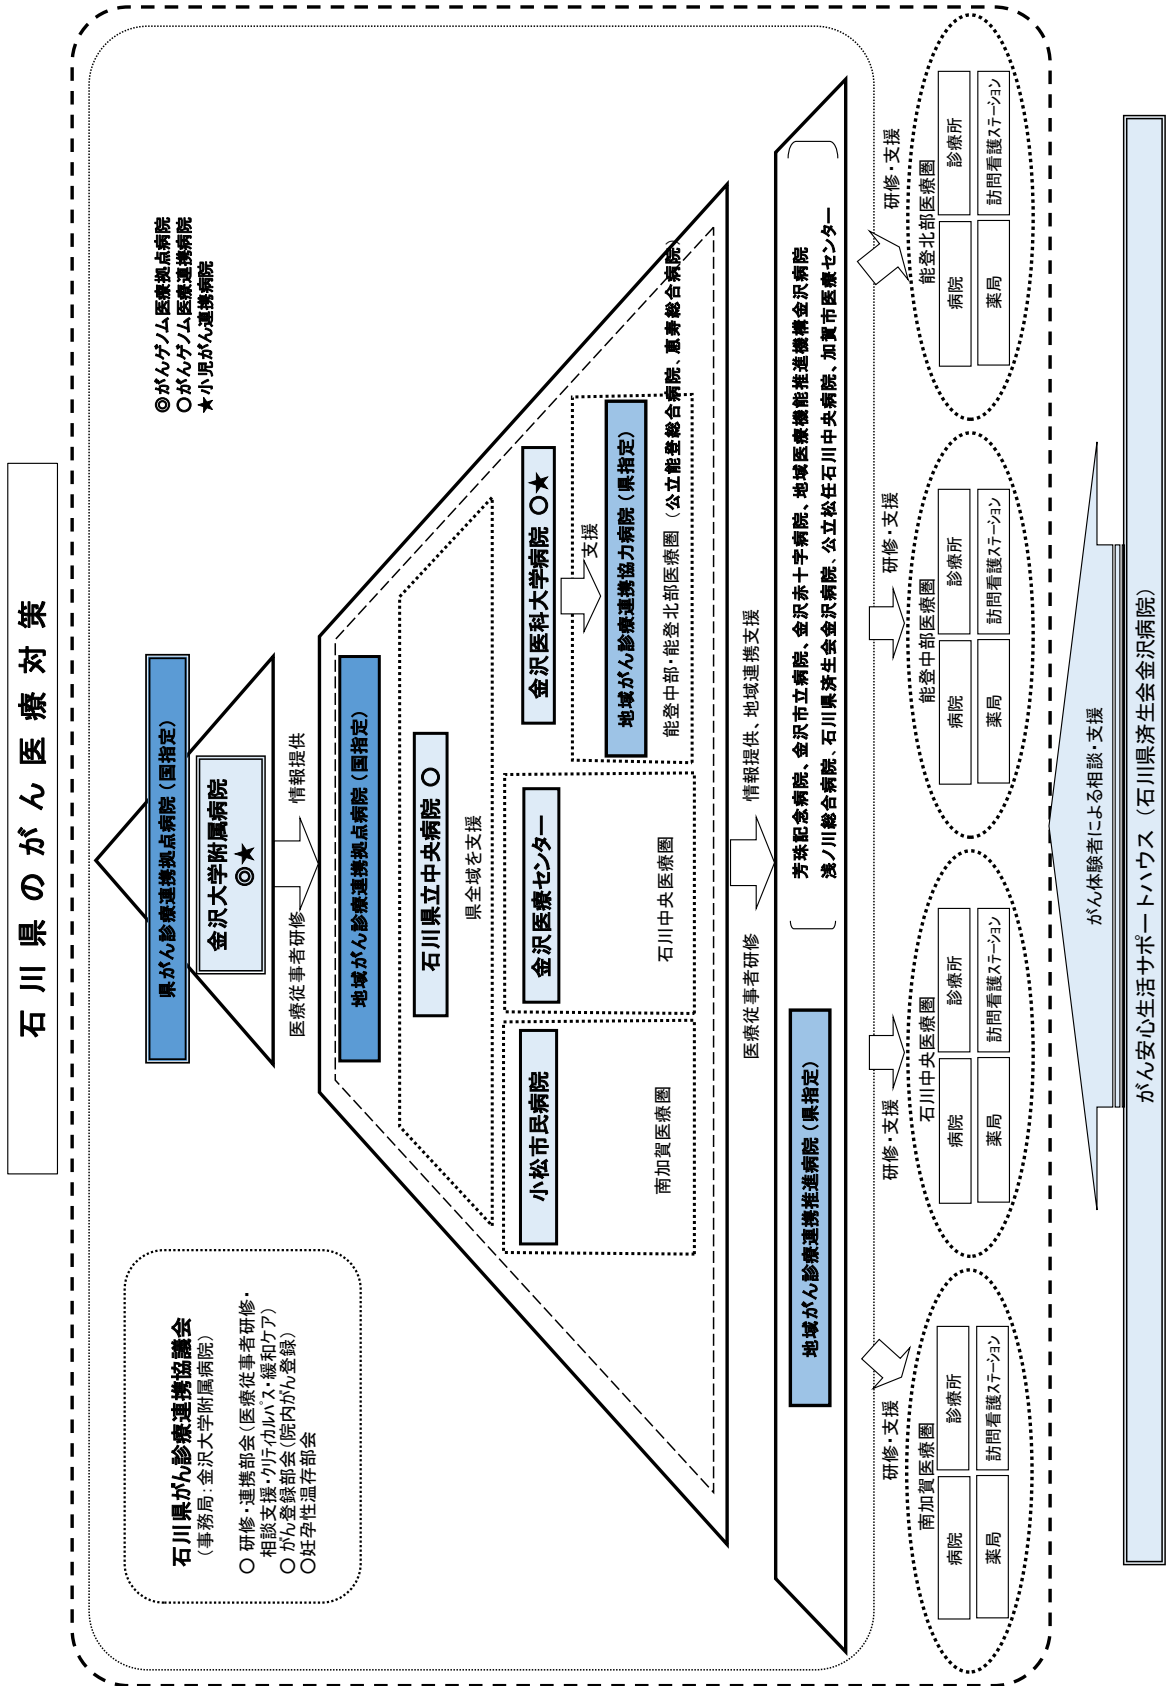 石川県のがん医療対策
◎がんゲノム医療拠点病院
○がんゲノム医療連携病院
★小児がん連携病院
石川県がん診療連携協議会
（事務局：金沢大学附属病院）
○ 研修・連携部会（医療従事者研修・
相談支援・クリティカルパス・緩和ケア）
○ がん登録部会（院内がん登録）
○妊孕性温存部会
県がん診療連携拠点病院（国指定）
金沢大学附属病院
◎★
医療従事者研修
情報提供
地域がん診療連携拠点病院（国指定）
石川県立中央病院 ○
県全域を支援
小松市民病院
南加賀医療圏
金沢医療センター
石川中央医療圏
金沢医科大学病院 ○★
支援
地域がん診療連携協力病院（県指定）
能登中部・能登北部医療圏（公立能登総合病院、恵寿総合病院）
医療従事者研修
情報提供、地域連携支援
地域がん診療連携推進病院（県指定）
芳珠記念病院、金沢市立病院、金沢赤十字病院、地域医療機能推進機構金沢病院
浅ノ川総合病院、石川県済生会金沢病院、公立松任石川中央病院、加賀市医療センター
研修・支援
研修・支援
研修・支援
研修・支援
南加賀医療圏
病院
診療所
薬局
訪問看護ステーション
石川中央医療圏
病院
診療所
薬局
訪問看護ステーション
能登中部医療圏
病院
診療所
薬局
訪問看護ステーション
能登北部医療圏
病院
診療所
薬局
訪問看護ステーション
がん体験者による相談・支援
がん安心生活サポートハウス（石川県済生会金沢病院）